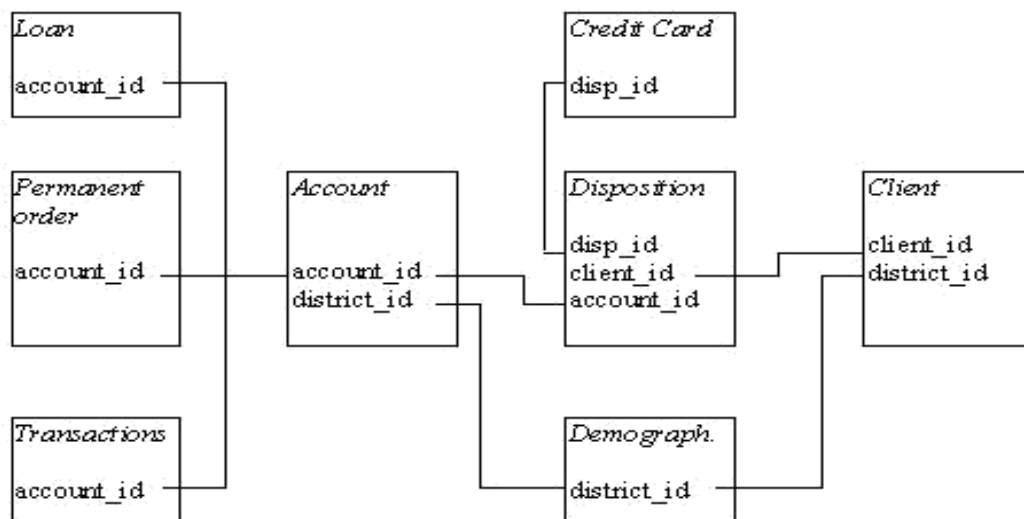 Loan
account_id
Credit Card
disp_id
Permanent
order
account_id
Account
account_id
district_id
Disposition
disp_id
client_id
account_id
Client
client_id
district_id
Transactions
account_id
Demograph.
district_id